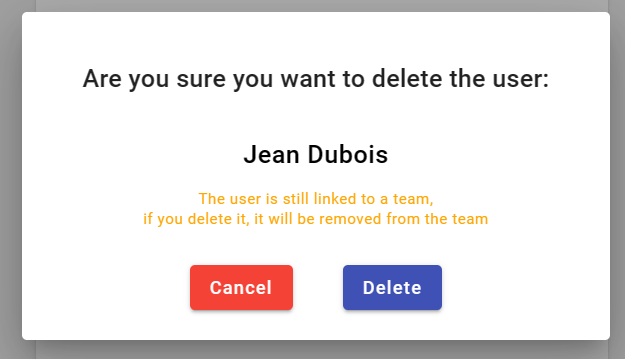 Are you sure you want to delete the user:
Jean Dubois
The user is still linked to a team,
if you delete it, it will be removed from the team
Cancel
Delete